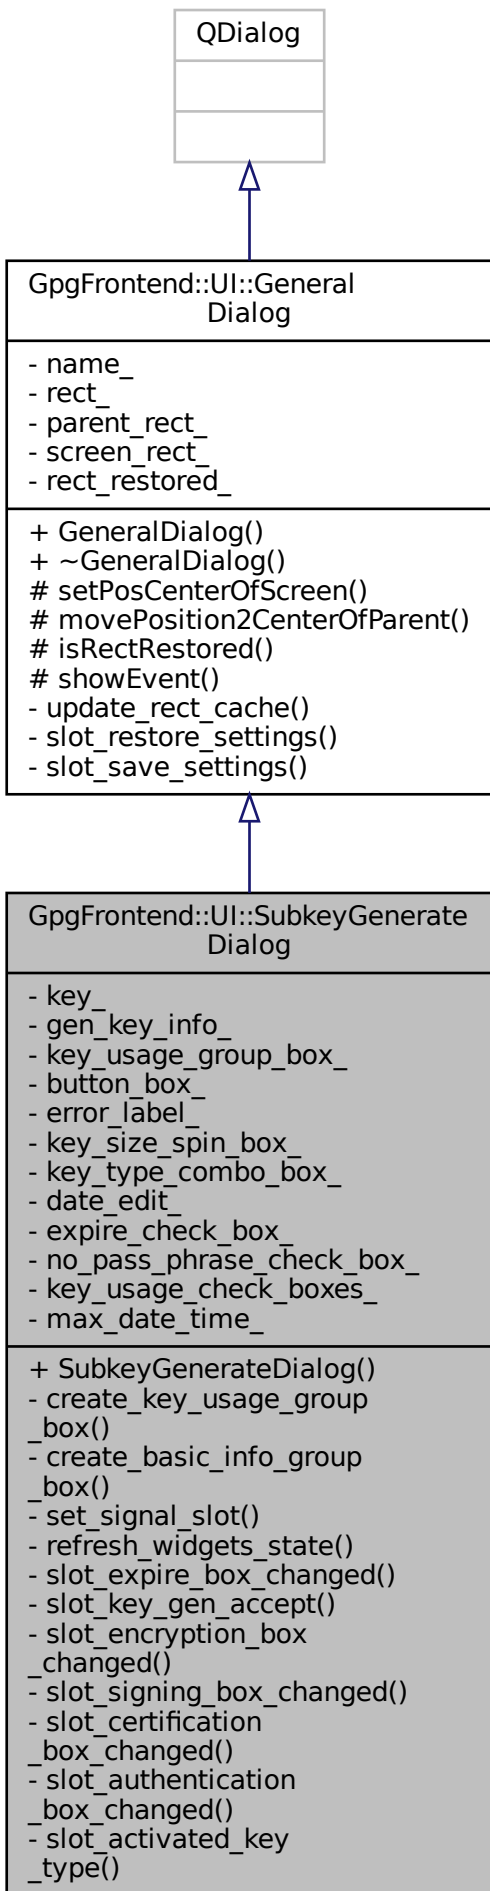 QDialog
GpgFrontend::UI::General
Dialog
- name_
- rect_
- parent_rect_
- screen_rect_
- rect_restored_
+ GeneralDialog()
+ ~GeneralDialog()
# setPosCenterOfScreen()
# movePosition2CenterOfParent()
# isRectRestored()
# showEvent()
- update_rect_cache()
- slot_restore_settings()
- slot_save_settings()
GpgFrontend::UI::SubkeyGenerate
Dialog
- key_
- gen_key_info_
- key_usage_group_box_
- button_box_
- error_label_
- key_size_spin_box_
- key_type_combo_box_
- date_edit_
- expire_check_box_
- no_pass_phrase_check_box_
- key_usage_check_boxes_
- max_date_time_
+ SubkeyGenerateDialog()
- create_key_usage_group
_box()
- create_basic_info_group
_box()
- set_signal_slot()
- refresh_widgets_state()
- slot_expire_box_changed()
- slot_key_gen_accept()
- slot_encryption_box
_changed()
- slot_signing_box_changed()
- slot_certification
_box_changed()
- slot_authentication
_box_changed()
- slot_activated_key
_type()